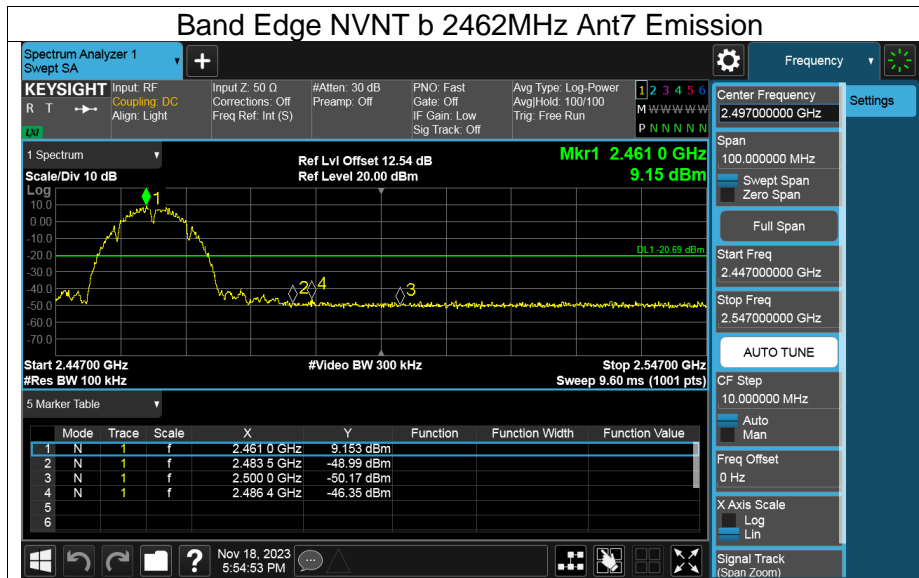 Band Edge NVNT b 2462MHz Ant7 Emission
Spectrum Analyzer 1
Swept SA
+
Frequency
KEYSIGHT
R T
LXI
Input: RF
Coupling: DC
Align: Light
Input Z: 50 Ω
Corrections: Off
Freq Ref: Int (S)
#Atten: 30 dB
Preamp: Off
PNO: Fast
Gate: Off
IF Gain: Low
Sig Track: Off
Avg Type: Log-Power
Avg|Hold: 100/100
Trig: Free Run
1 2 3 4 5 6
M W W W W W
P N N N N N
1 Spectrum
Scale/Div 10 dB
Ref Lvl Offset 12.54 dB
Ref Level 20.00 dBm
Mkr1 2.461 0 GHz
9.15 dBm
Log
10.0
0.00
-10.0
-20.0
-30.0
-40.0
-50.0
-60.0
-70.0
1
2
4
3
DL1 -20.69 dBm
Start 2.44700 GHz
#Video BW 300 kHz
Stop 2.54700 GHz
#Res BW 100 kHz
Sweep 9.60 ms (1001 pts)
5 Marker Table
Mode Trace Scale X Y Function Function Width Function Value
1 N 1 f 2.461 0 GHz 9.153 dBm
2 N 1 f 2.483 5 GHz -48.99 dBm
3 N 1 f 2.500 0 GHz -50.17 dBm
4 N 1 f 2.486 4 GHz -46.35 dBm
5
6
?
Nov 18, 2023
5:54:53 PM
Center Frequency
2.497000000 GHz
Settings
Span
100.000000 MHz
Swept Span
Zero Span
Full Span
Start Freq
2.447000000 GHz
Stop Freq
2.547000000 GHz
AUTO TUNE
CF Step
10.000000 MHz
Auto
Man
Freq Offset
0 Hz
X Axis Scale
Log
Lin
Signal Track
(Span Zoom)